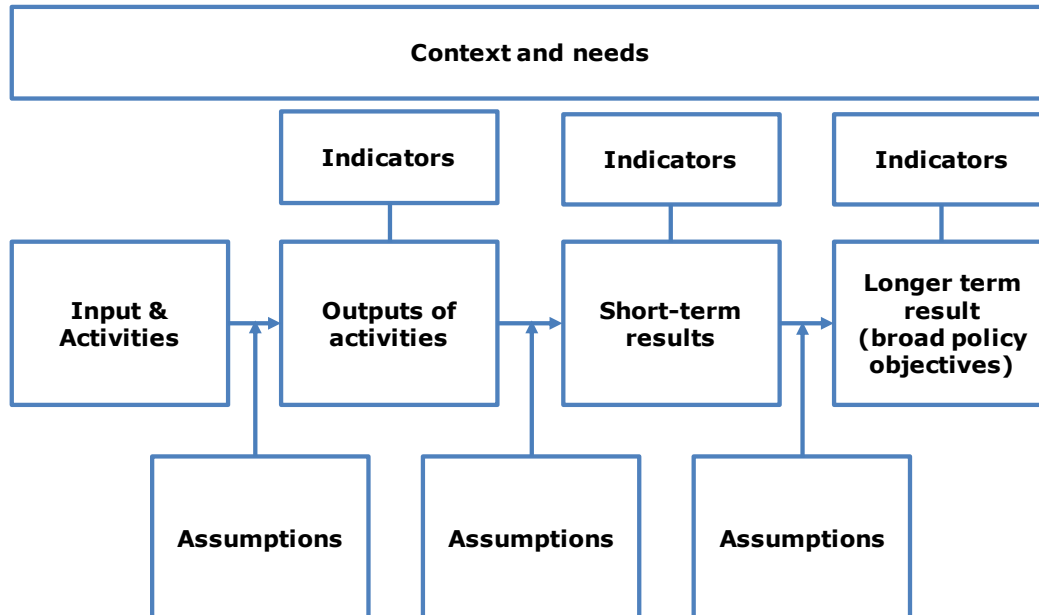 Context and needs
Indicators
Indicators
Indicators
Input &
Activities
Outputs of
activities
Short-term
results
Longer term
result
(broad policy
objectives)
Assumptions
Assumptions
Assumptions